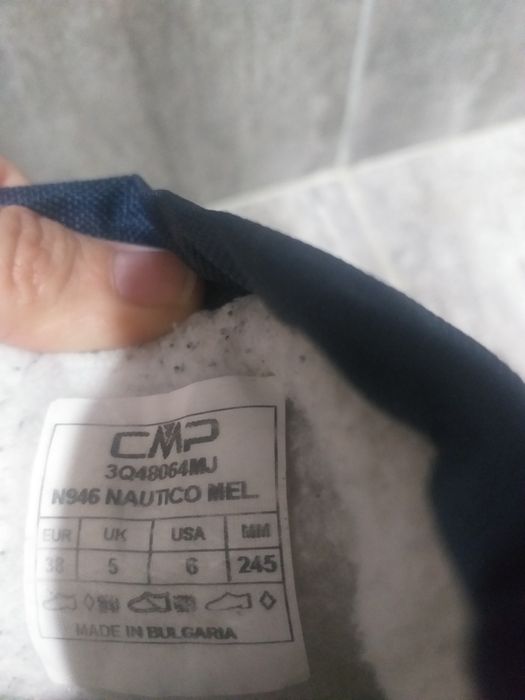 CMP
3Q48064MJ
N946 NAUTICO MEL.
EUR UK USA MM
38 5 6 245
MADE IN BULGARIA